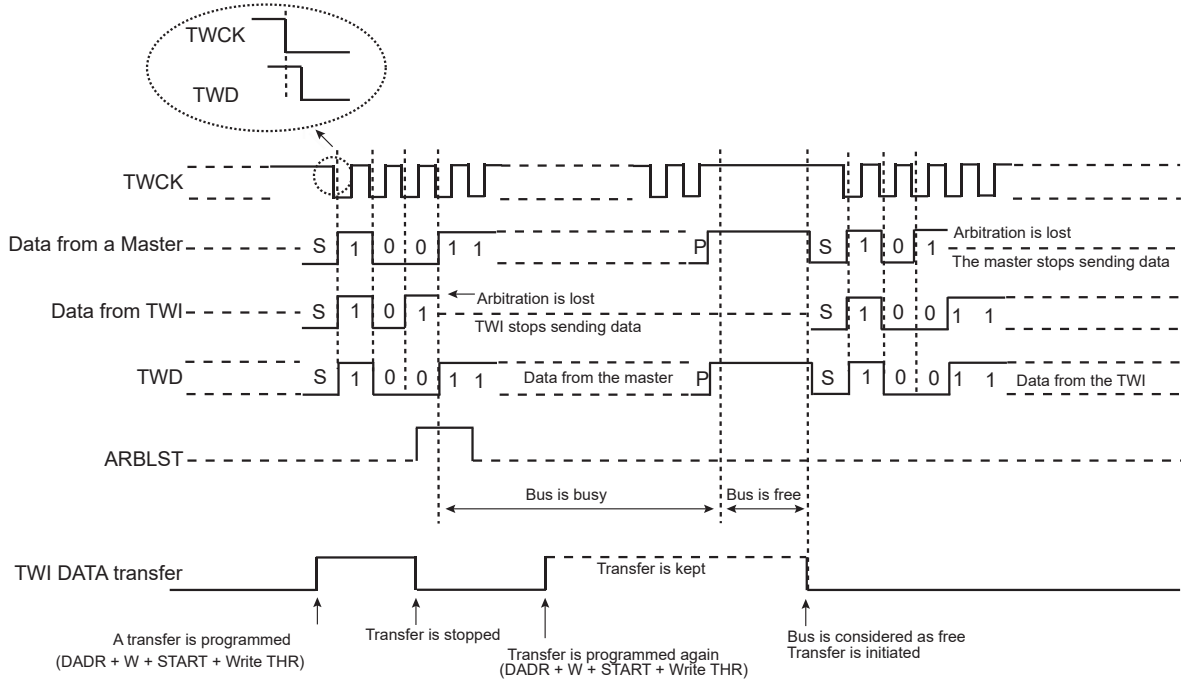 TWCK
TWD
TWCK
Data from a Master
S 1 0 0 1 1
P
S 1 0 1
Arbitration is lost
The master stops sending data
Data from TWI
S 1 0 1
Arbitration is lost
TWI stops sending data
S 1 0 0 1 1
TWD
S 1 0 0 1 1
Data from the master
P
S 1 0 0 1 1
Data from the TWI
ARBLST
Bus is busy
Bus is free
TWI DATA transfer
Transfer is kept
A transfer is programmed
(DADR + W + START + Write THR)
Transfer is stopped
Transfer is programmed again
(DADR + W + START + Write THR)
Bus is considered as free
Transfer is initiated